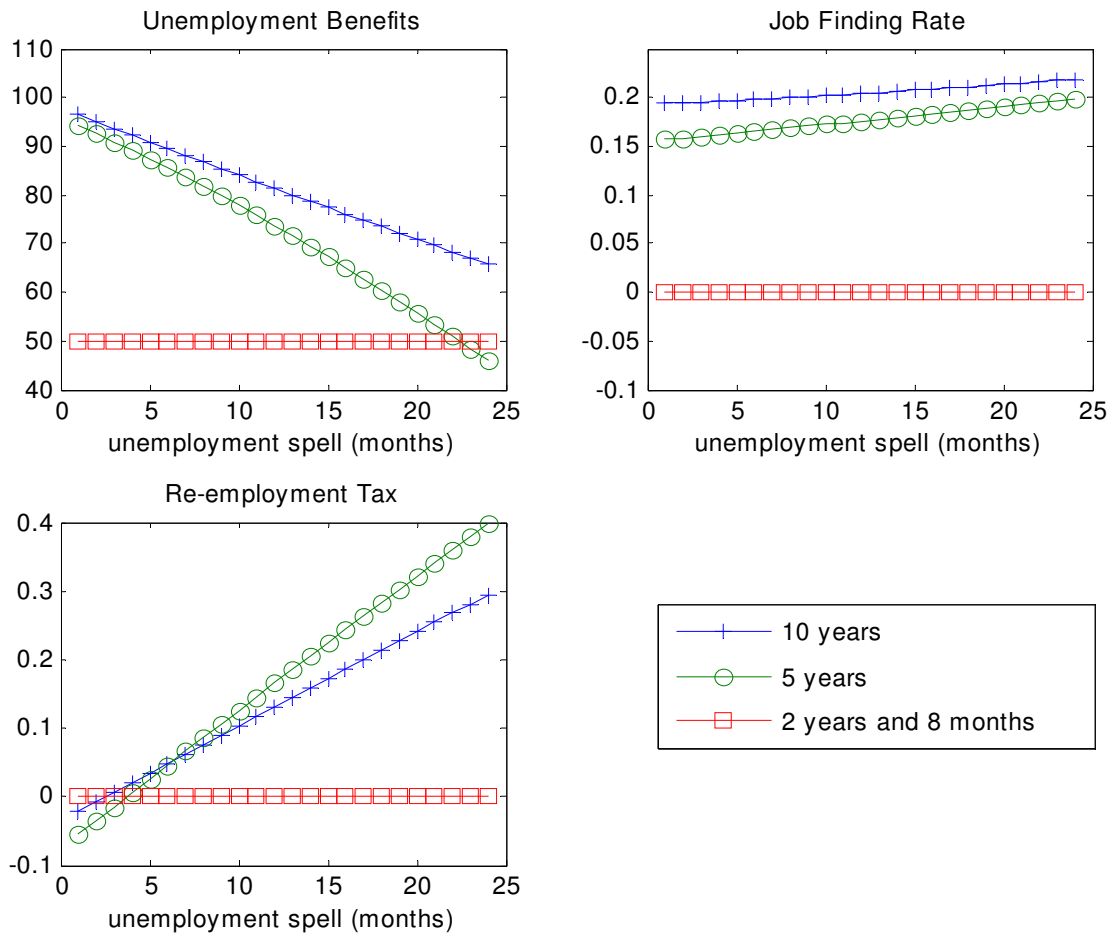 Unemployment Benefits
110
100
90
80
70
60
50
40
0 5 10 15 20 25
unemployment spell (months)
Job Finding Rate
0.2
0.15
0.1
0.05
0
-0.05
-0.1
0 5 10 15 20 25
unemployment spell (months)
Re-employment Tax
0.4
0.3
0.2
0.1
0
-0.1
0 5 10 15 20 25
unemployment spell (months)
10 years
5 years
2 years and 8 months